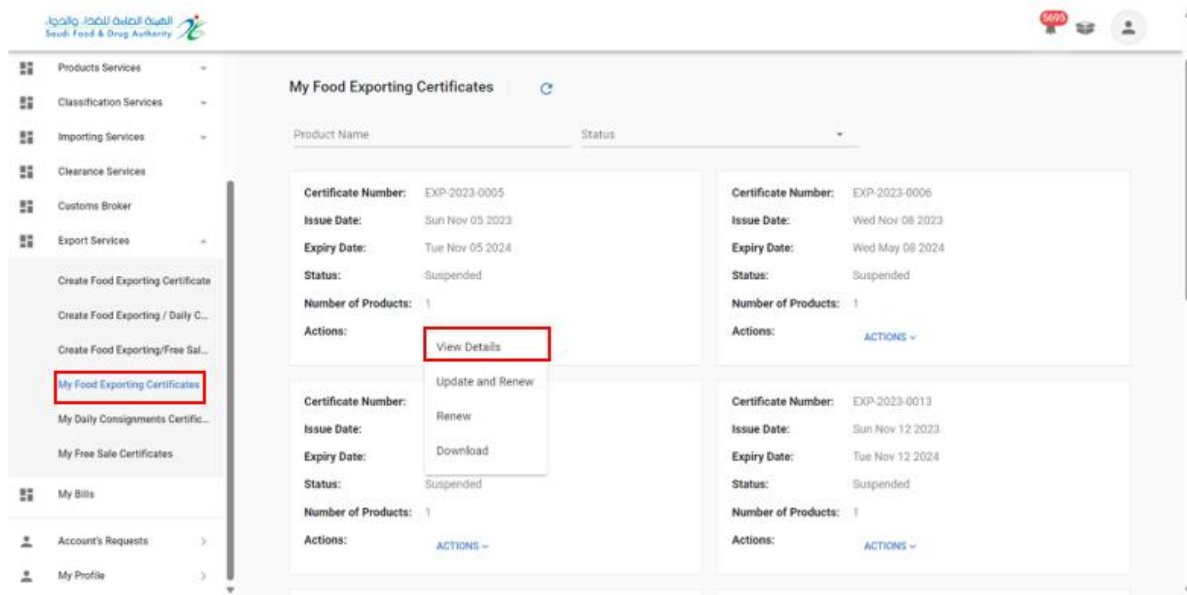 الهيئة العامة للغذاء والدواء
Saudi Food & Drug Authority
5695
Products Services
Classification Services
Importing Services
Clearance Services
Customs Broker
Export Services
Create Food Exporting Certificate
Create Food Exporting / Daily C...
Create Food Exporting/Free Sal...
My Food Exporting Certificates
My Daily Consignments Certific...
My Free Sale Certificates
My Bills
Account's Requests
My Profile
My Food Exporting Certificates
Product Name
Status
Certificate Number: EXP-2023-0005
Issue Date: Sun Nov 05 2023
Expiry Date: Tue Nov 05 2024
Status: Suspended
Number of Products: 1
Actions:
View Details
Update and Renew
Renew
Download
Certificate Number: EXP-2023-0006
Issue Date: Wed Nov 08 2023
Expiry Date: Wed May 08 2024
Status: Suspended
Number of Products: 1
Actions: ACTIONS
Certificate Number:
Issue Date:
Expiry Date:
Status: Suspended
Number of Products: 1
Actions: ACTIONS
Certificate Number: EXP-2023-0013
Issue Date: Sun Nov 12 2023
Expiry Date: Tue Nov 12 2024
Status: Suspended
Number of Products: 1
Actions: ACTIONS